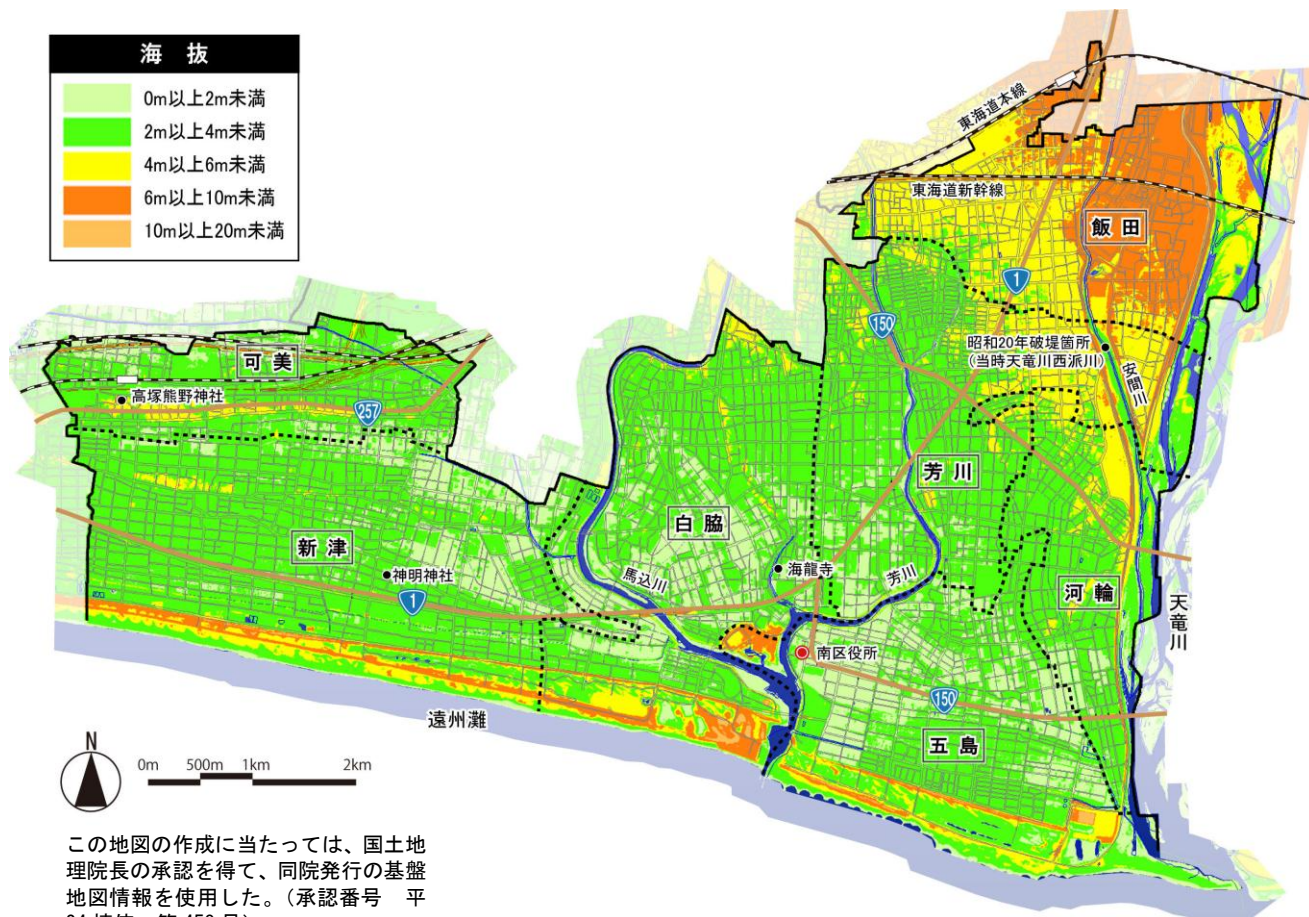 海 抜
0m以上2m未満
2m以上4m未満
4m以上6m未満
6m以上10m未満
10m以上20m未満
東海道本線
東海道新幹線
飯田
1
150
昭和20年破堤箇所
(当時天竜川西派川)
安間川
可美
高塚熊野神社
257
芳川
白脇
新津
神明神社
1
馬込川
海龍寺
芳川
河輪
天竜川
南区役所
150
五島
遠州灘
N
0m 500m 1km 2km
この地図の作成に当たっては、国土地
理院長の承認を得て、同院発行の基盤
地図情報を使用した。(承認番号 平